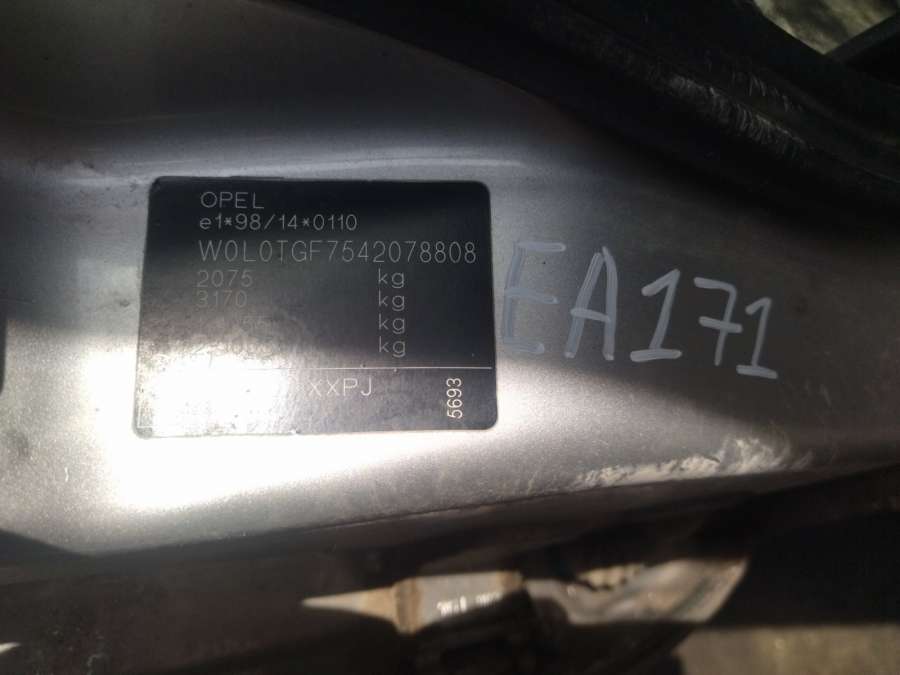 OPEL
e1*98/14*0110
W0L0TGF7542078808
2075 kg
3170 kg
kg
kg
XXPJ
5693
EA171